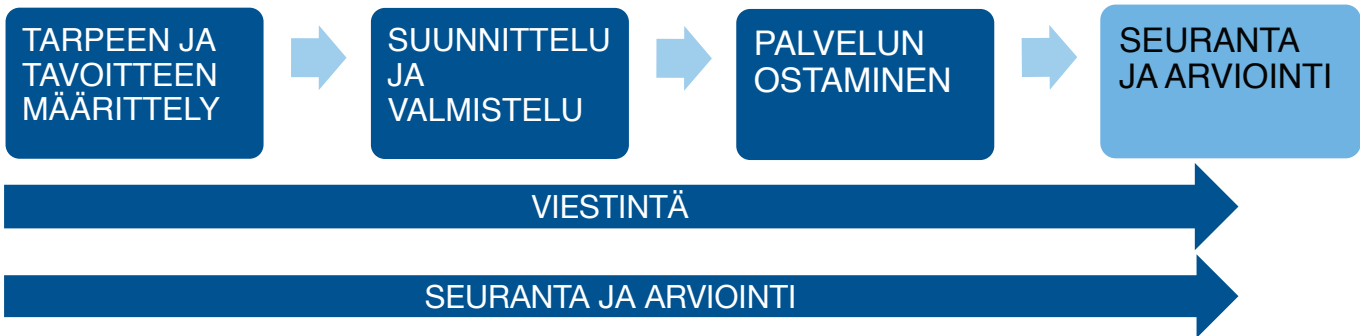 TARPEEN JA
TAVOITTEEN
MÄÄRITTELY
SUUNNITTELU
JA
VALMISTELU
PALVELUN
OSTAMINEN
SEURANTA
JA ARVIOINTI
VIESTINTÄ
SEURANTA JA ARVIOINTI